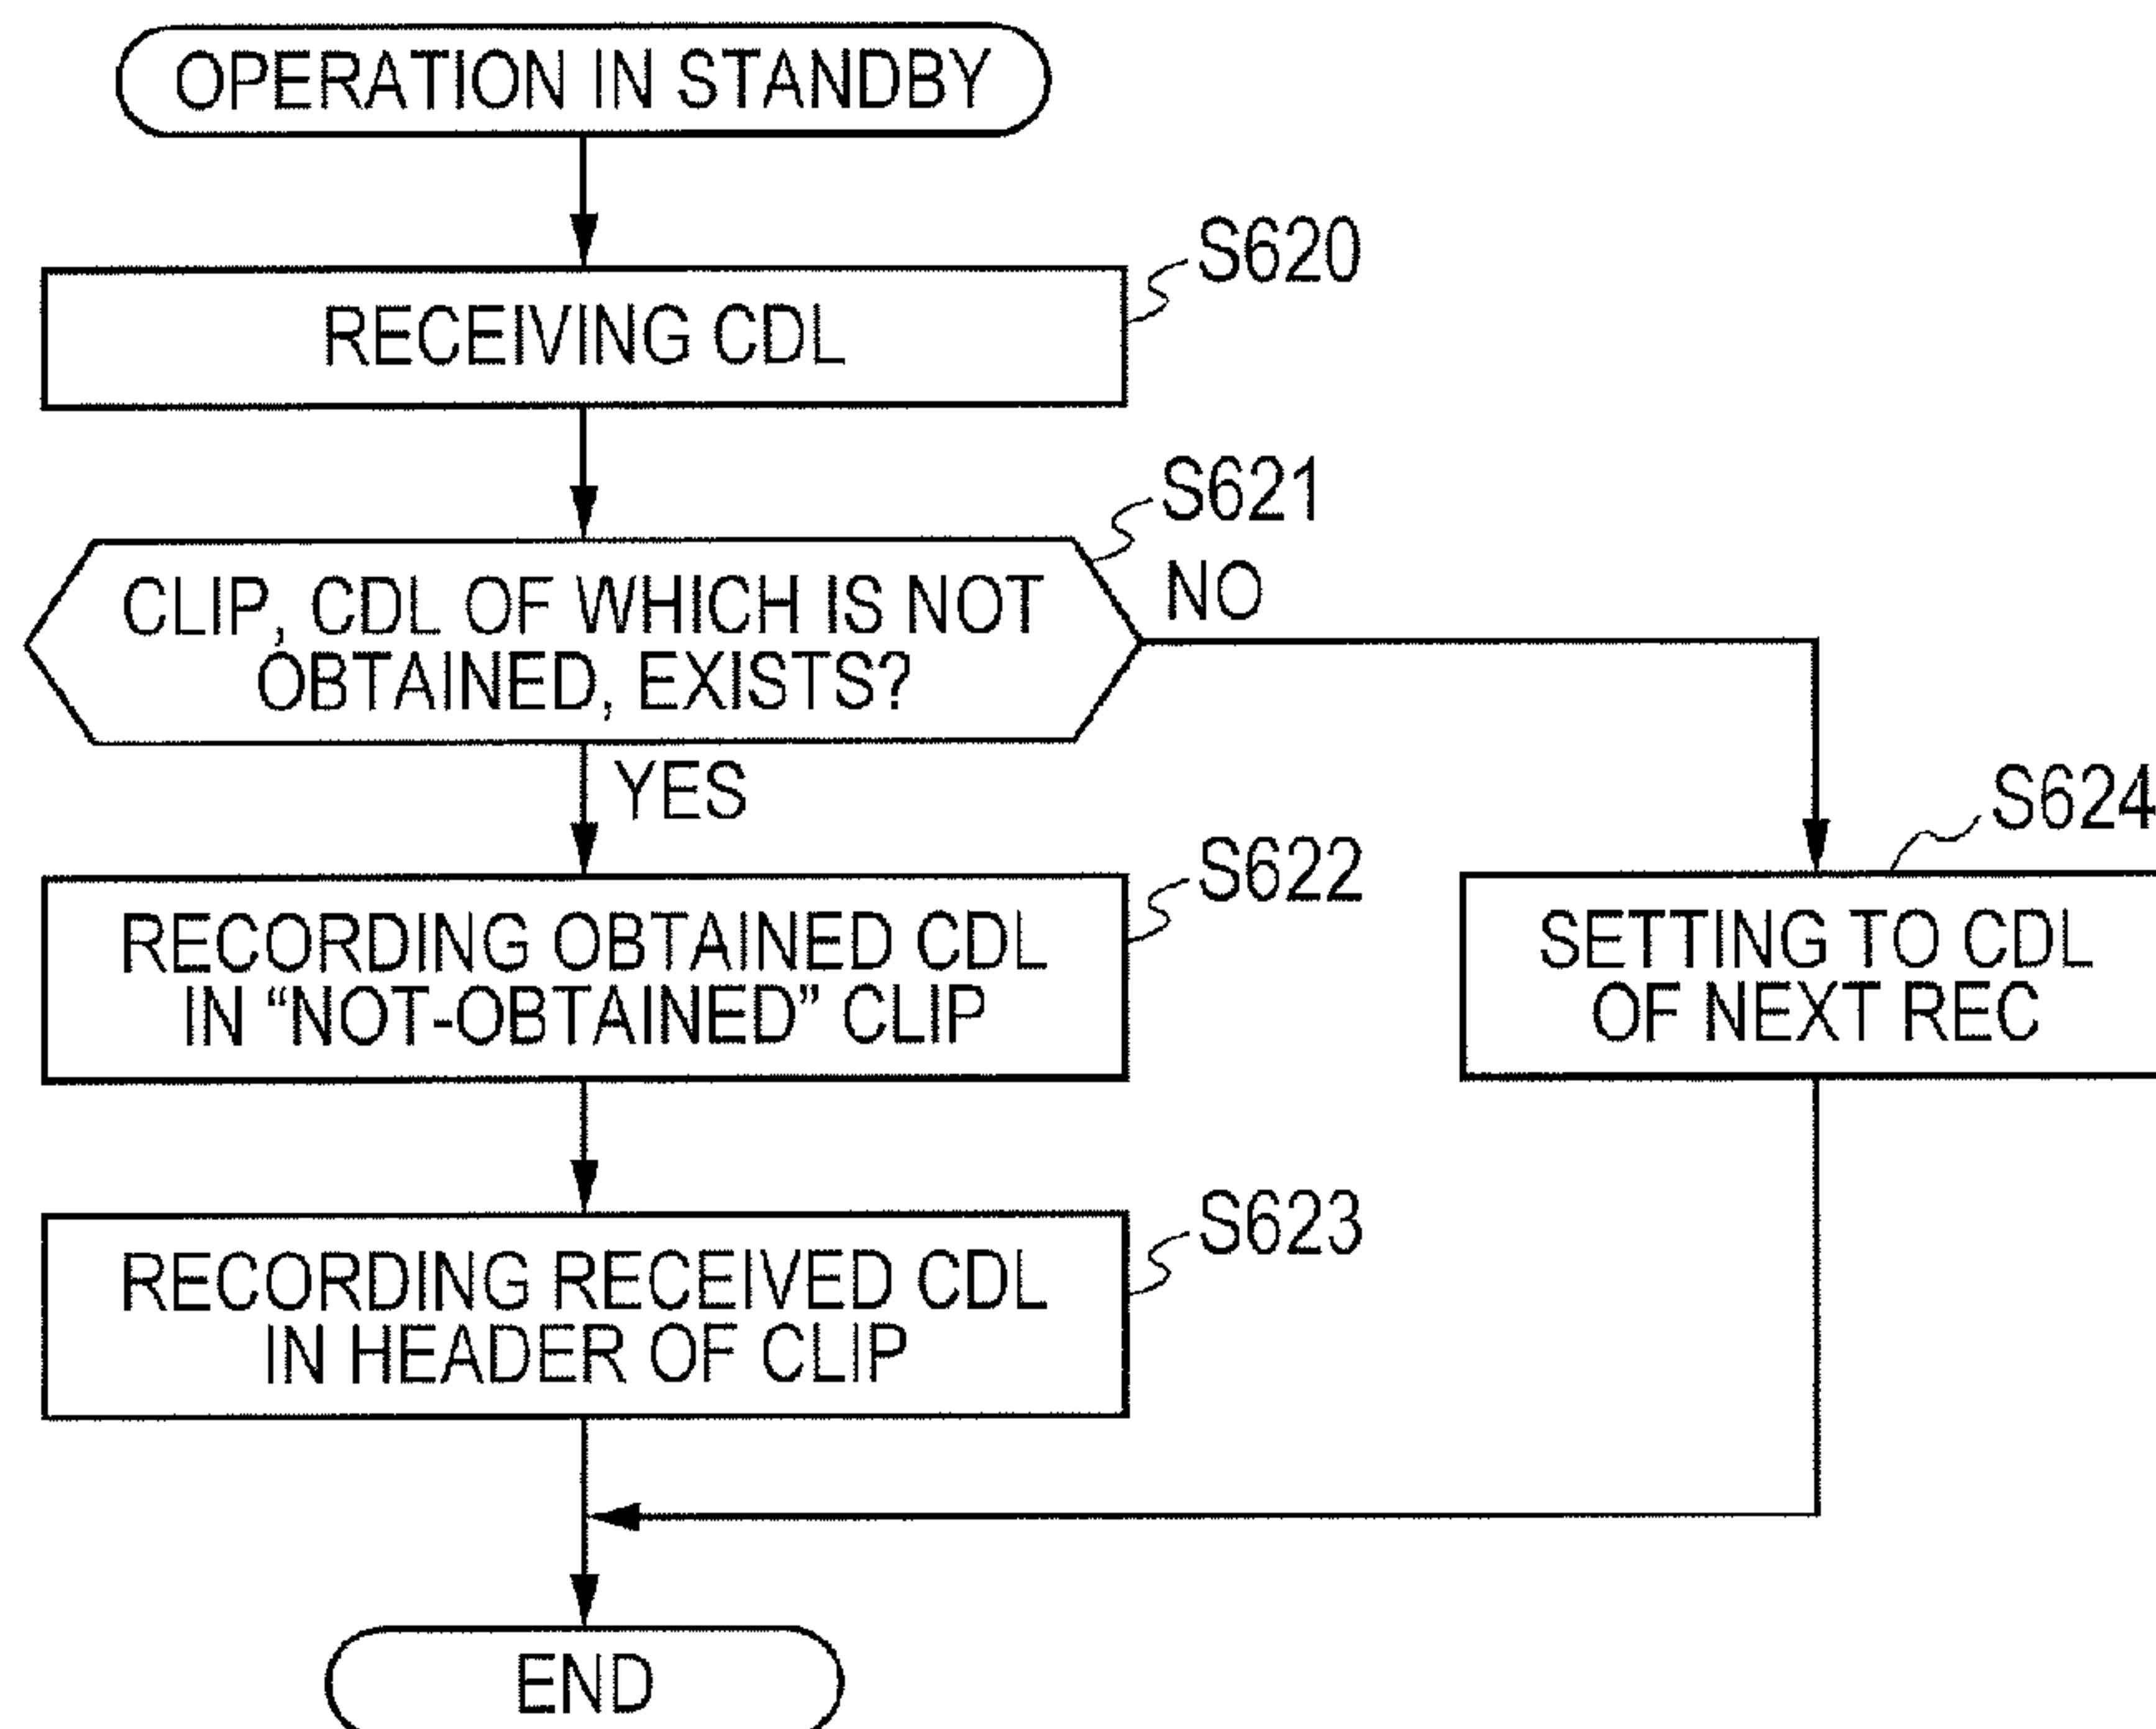 OPERATION IN STANDBY
S620
RECEIVING CDL
S621
CLIP, CDL OF WHICH IS NOT
OBTAINED, EXISTS?
NO
YES
S622
RECORDING OBTAINED CDL
IN “NOT-OBTAINED” CLIP
S624
SETTING TO CDL
OF NEXT REC
S623
RECORDING RECEIVED CDL
IN HEADER OF CLIP
END